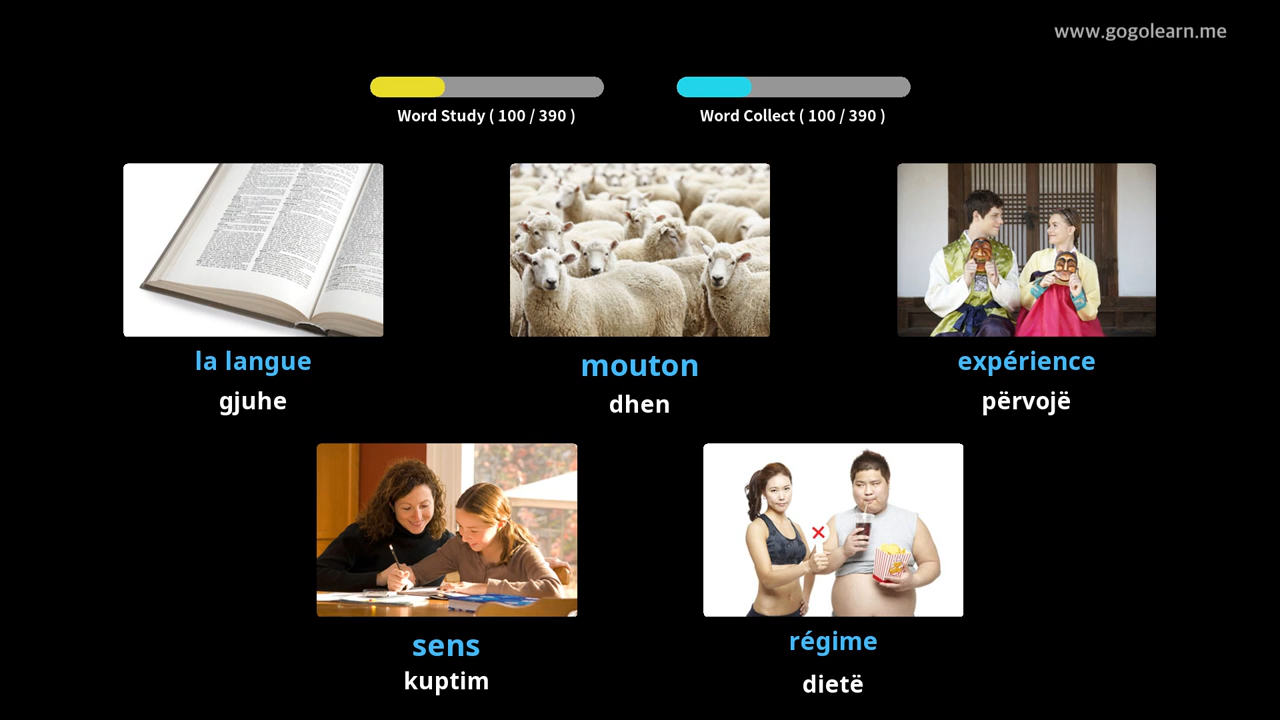 www.gogolearn.me
Word Study ( 100 / 390 )
Word Collect ( 100 / 390 )
la langue
gjuhe
mouton
dhen
expérience
përvojë
sens
kuptim
régime
dietë